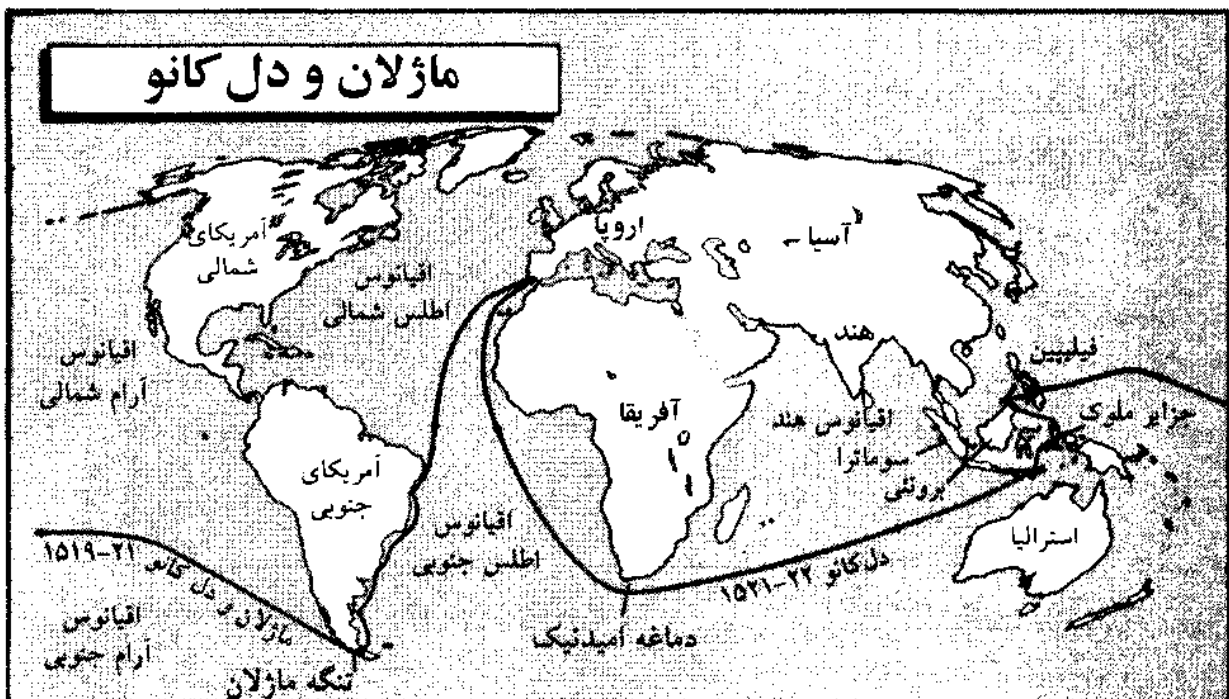 ماژلان و دل کانو
آمریکای
شمالی
اقیانوس
اطلس شمالی
اروپا
آسیا
اقیانوس
آرام شمالی
هند
فیلیپین
آفریقا
اقیانوس هند
جزایر ملوک
سوماترا
برونئی
آمریکای
جنوبی
اقیانوس
اطلس جنوبی
استرالیا
۱۵۱۹-۲۱
ماژلان و دل کانو
دل کانو ۲۲-۱۵۲۱
اقیانوس
آرام جنوبی
دماغه امیدنیک
تنگه ماژلان